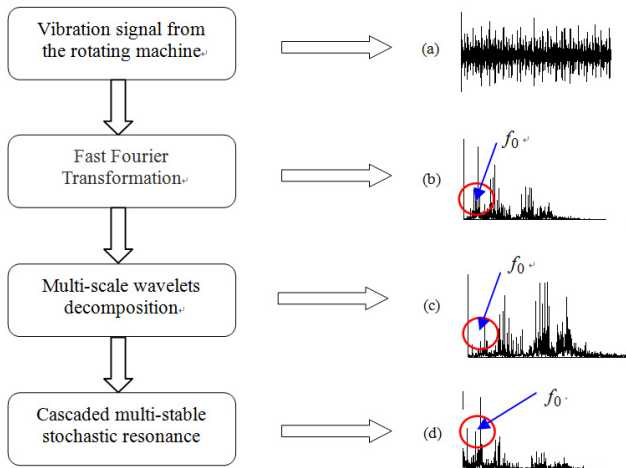 Vibration signal from
the rotating machine
(a)
Fast Fourier
Transformation
(b)
f0
Multi-scale wavelets
decomposition
(c)
f0
Cascaded multi-stable
stochastic resonance
(d)
f0